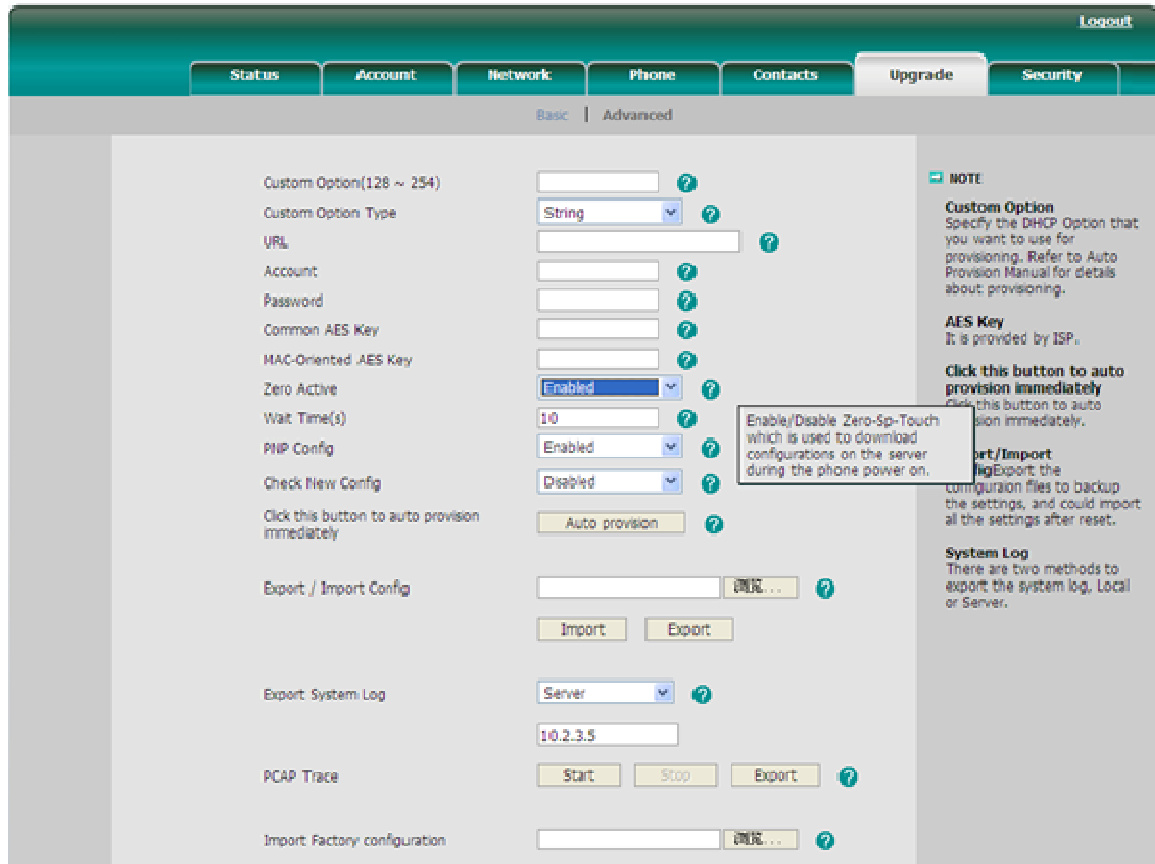 Logout
Status Account Network Phone Contacts Upgrade Security
Basic | Advanced
Custom Option(128 ~ 254)
Custom Option Type String
URL
Account
Password
Common AES Key
MAC-Oriented AES Key
Zero Active Enabled
Wait Time(s) 10
PNP Config Enabled
Check New Config Disabled
Click this button to auto provision
immediately
Auto provision
Export / Import Config 浏览...
Import Export
Export System Log Server
10.2.3.5
PCAP Trace Start Stop Export
Import Factory configuration 浏览...
Enable/Disable Zero-Sp-Touch
which is used to download
configurations on the server
during the phone power on.
NOTE
Custom Option
Specify the DHCP Option that
you want to use for
provisioning. Refer to Auto
Provision Manual for details
about provisioning.
AES Key
It is provided by ISP.
Click this button to auto
provision immediately
Click this button to auto
immediately.
Export the
configuraion files to backup
the settings, and could import
al the settings after reset.
System Log
There are two methods to
export the system log, Local
or Server.